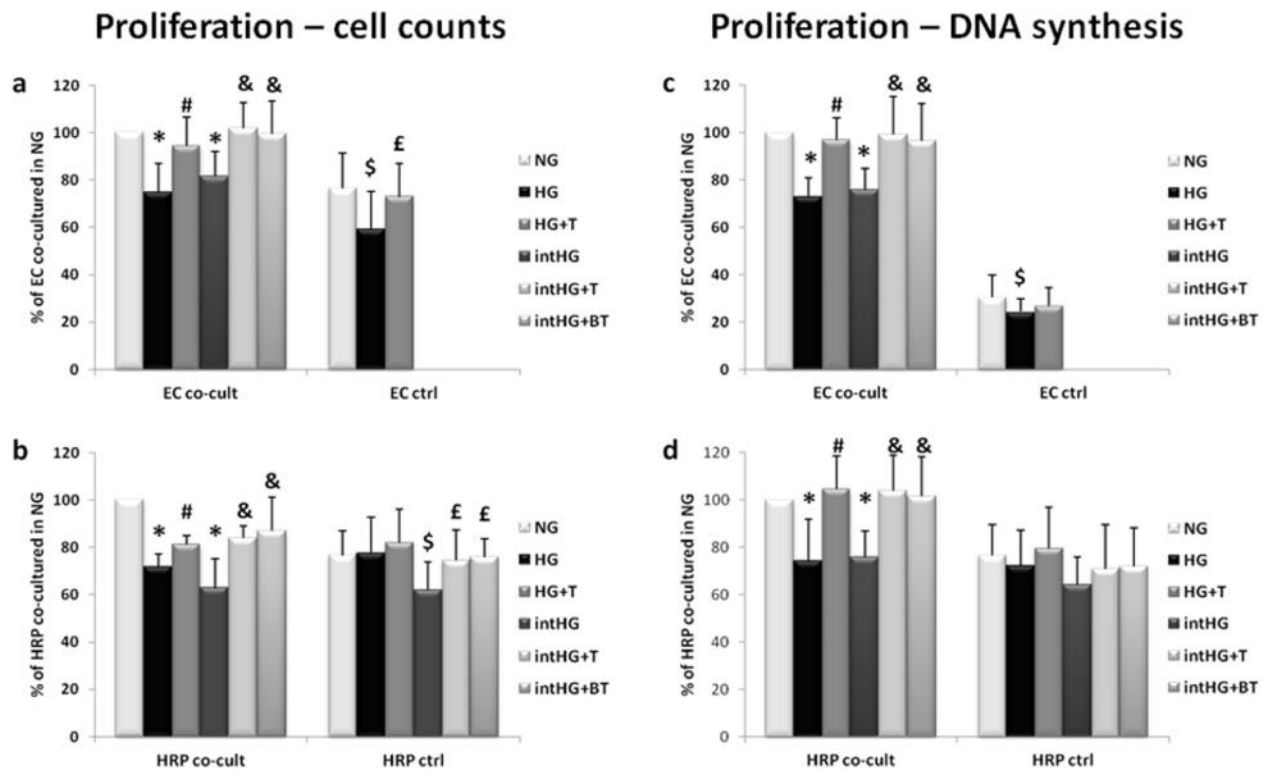 Proliferation – cell counts
a
% of EC co-cultured in NG
120
100
80
60
40
20
0
*
#
*
&
&
$
£
EC co-cult
EC ctrl
NG
HG
HG+T
intHG
intHG+T
intHG+BT
b
% of HRP co-cultured in NG
120
100
80
60
40
20
0
*
#
*
&
&
$
£
£
HRP co-cult
HRP ctrl
NG
HG
HG+T
intHG
intHG+T
intHG+BT
Proliferation – DNA synthesis
c
% of EC co-cultured in NG
120
100
80
60
40
20
0
*
#
*
&
&
$
EC co-cult
EC ctrl
NG
HG
HG+T
intHG
intHG+T
intHG+BT
d
% of HRP co-cultured in NG
120
100
80
60
40
20
0
*
#
*
&
&
HRP co-cult
HRP ctrl
NG
HG
HG+T
intHG
intHG+T
intHG+BT